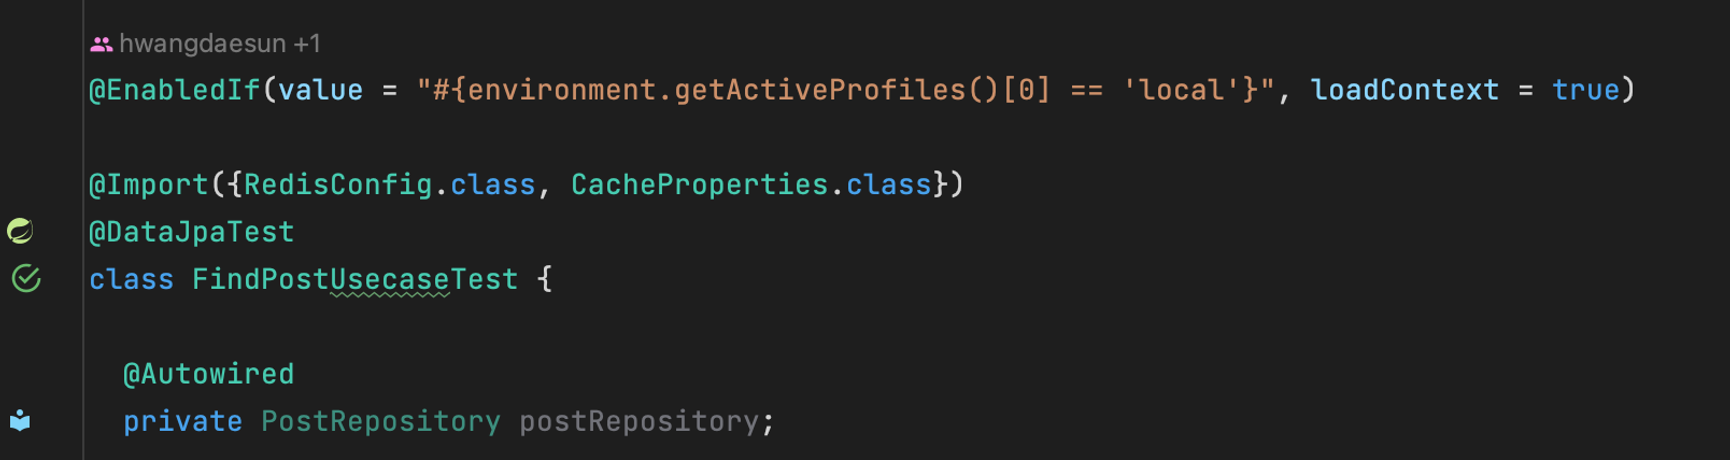 hwangdaesun +1
@EnabledIf(value = "#{environment.getActiveProfiles()[0] == 'local'}", loadContext = true)
@Import({RedisConfig.class, CacheProperties.class})
@DataJpaTest
class FindPostUsecaseTest {
@Autowired
private PostRepository postRepository;